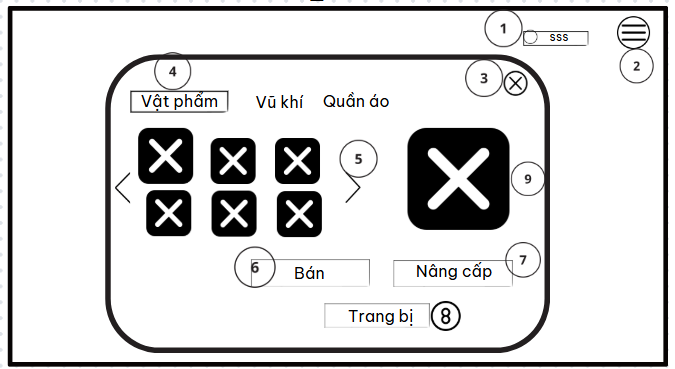 1
sss
2
3
4
Vật phẩm
Vũ khí
Quần áo
5
9
6
Bán
Nâng cấp
7
Trang bị
8